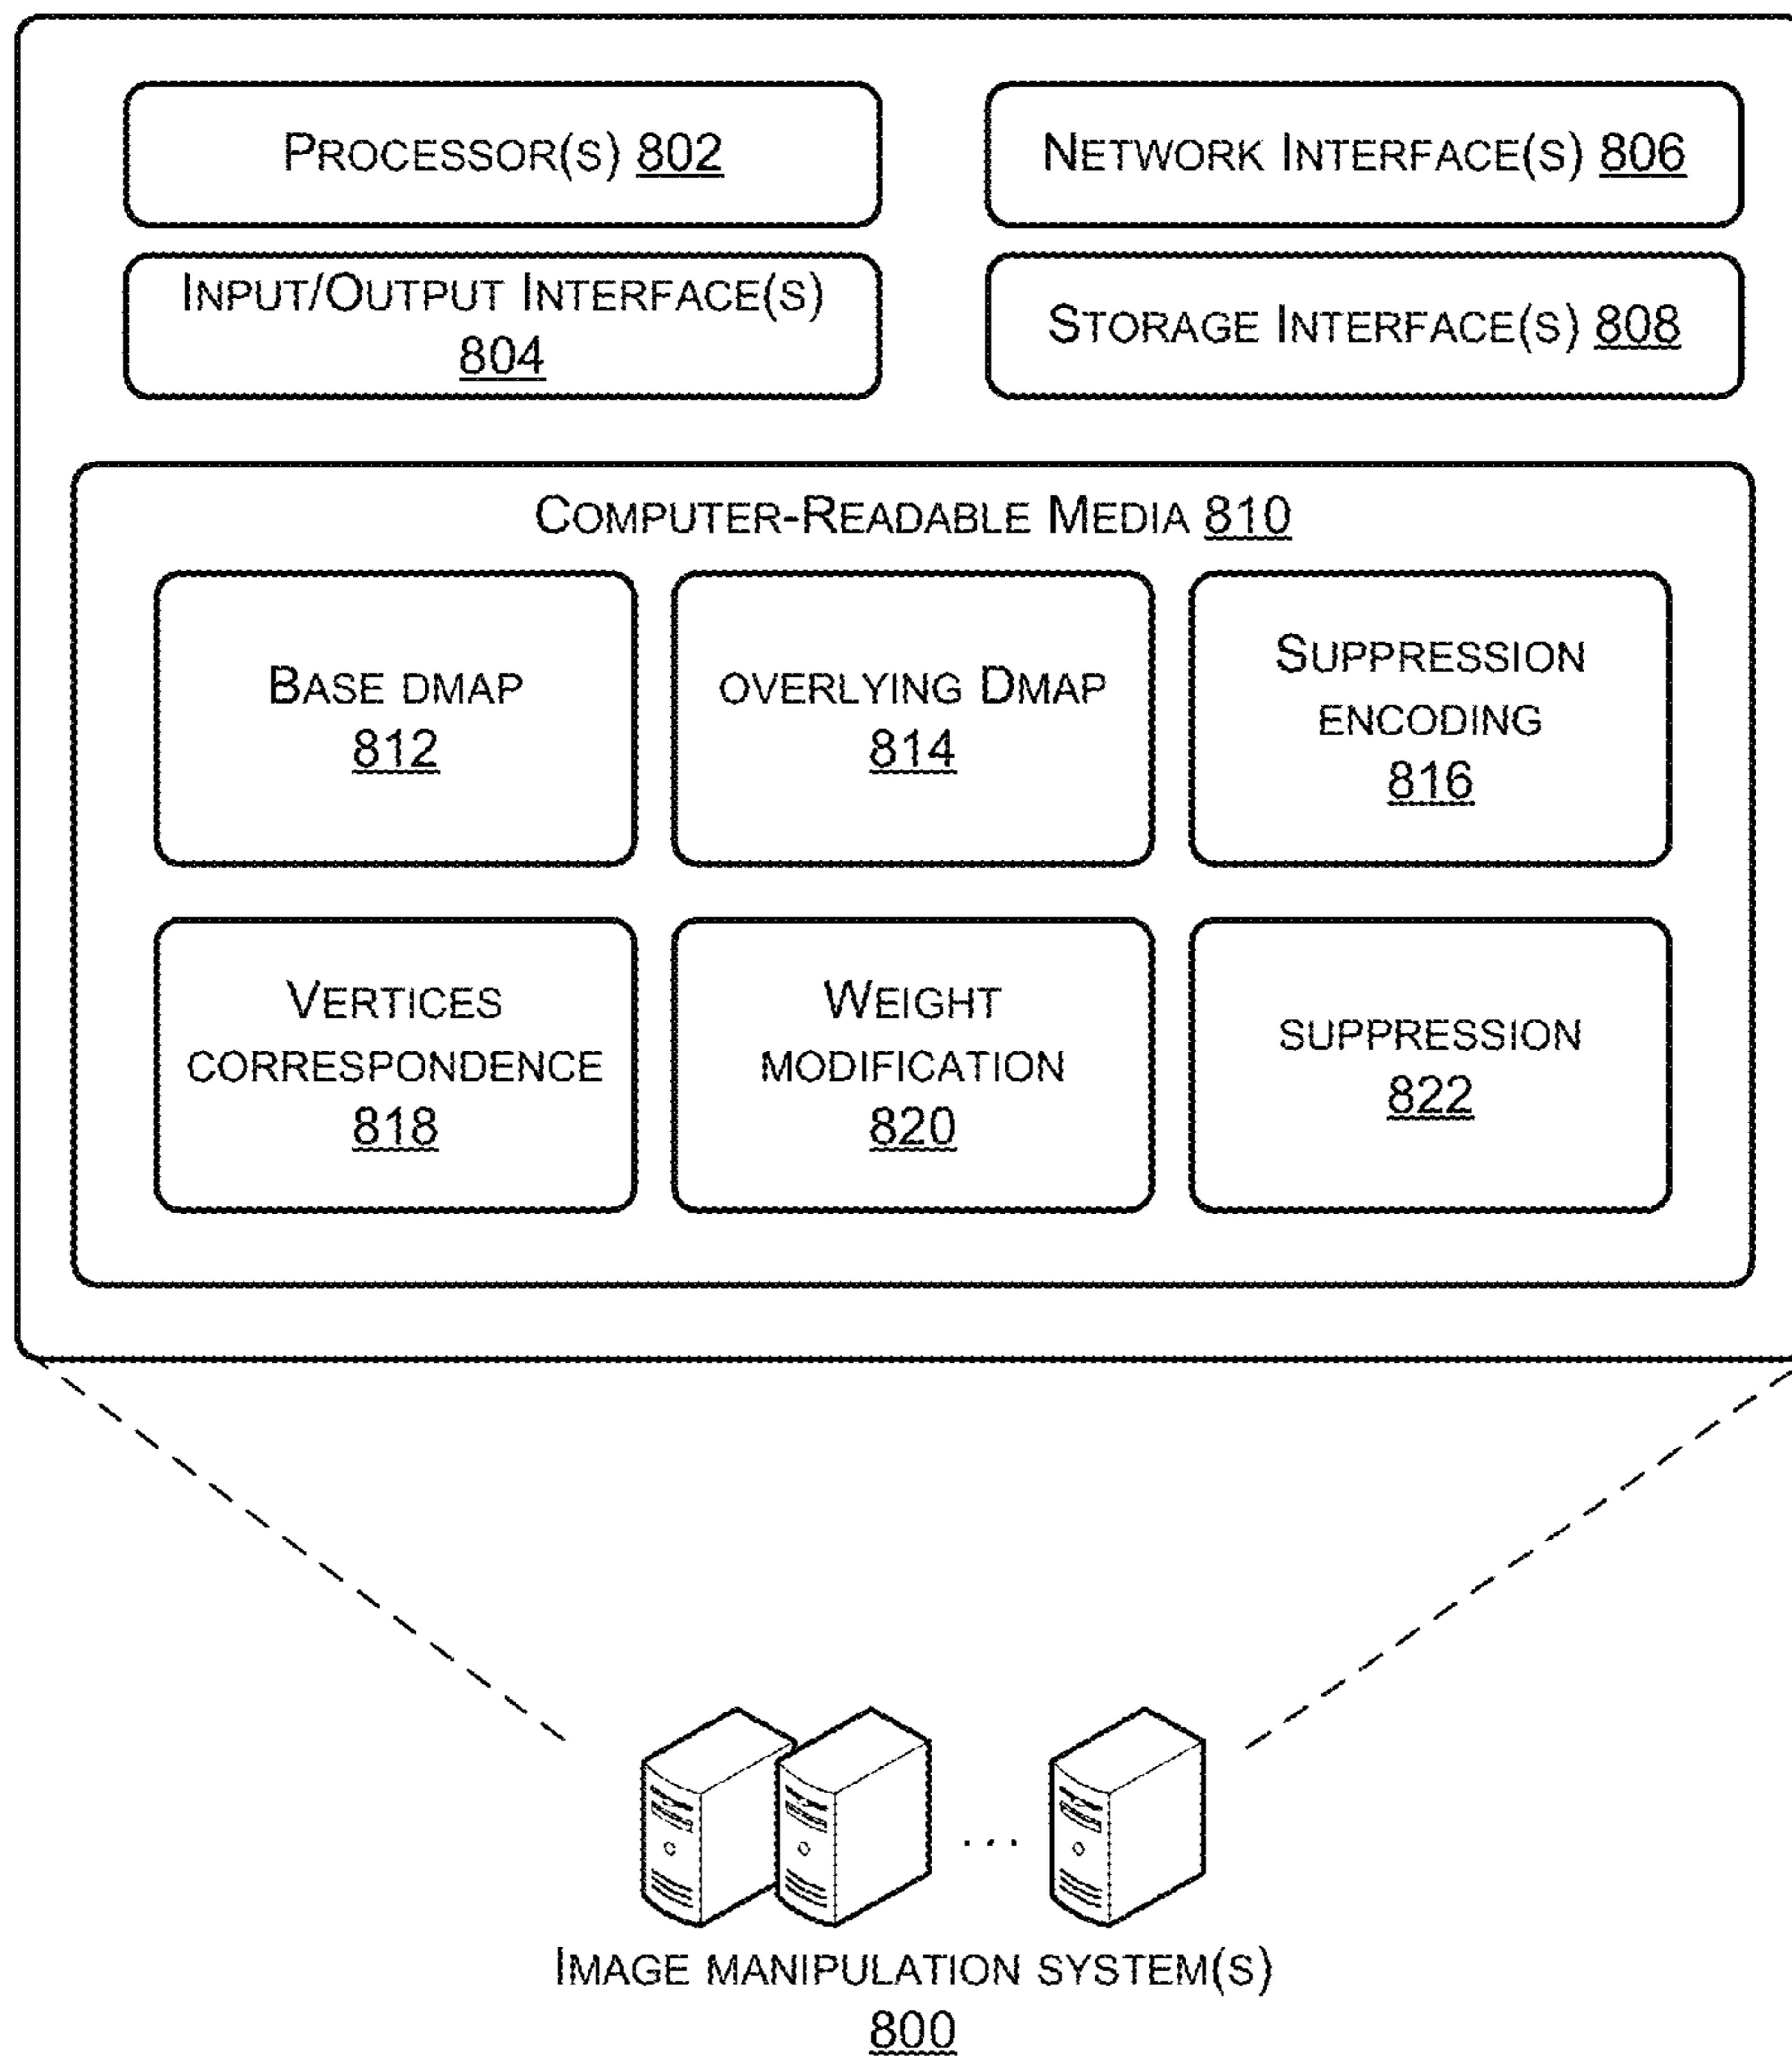 PROCESSOR(S) 802
NETWORK INTERFACE(S) 806
INPUT/OUTPUT INTERFACE(S)
804
STORAGE INTERFACE(S) 808
COMPUTER-READABLE MEDIA 810
BASE DMAP
812
OVERLYING DMAP
814
SUPPRESSION
ENCODING
816
VERTICES
CORRESPONDENCE
818
WEIGHT
MODIFICATION
820
SUPPRESSION
822
...
IMAGE MANIPULATION SYSTEM(S)
800